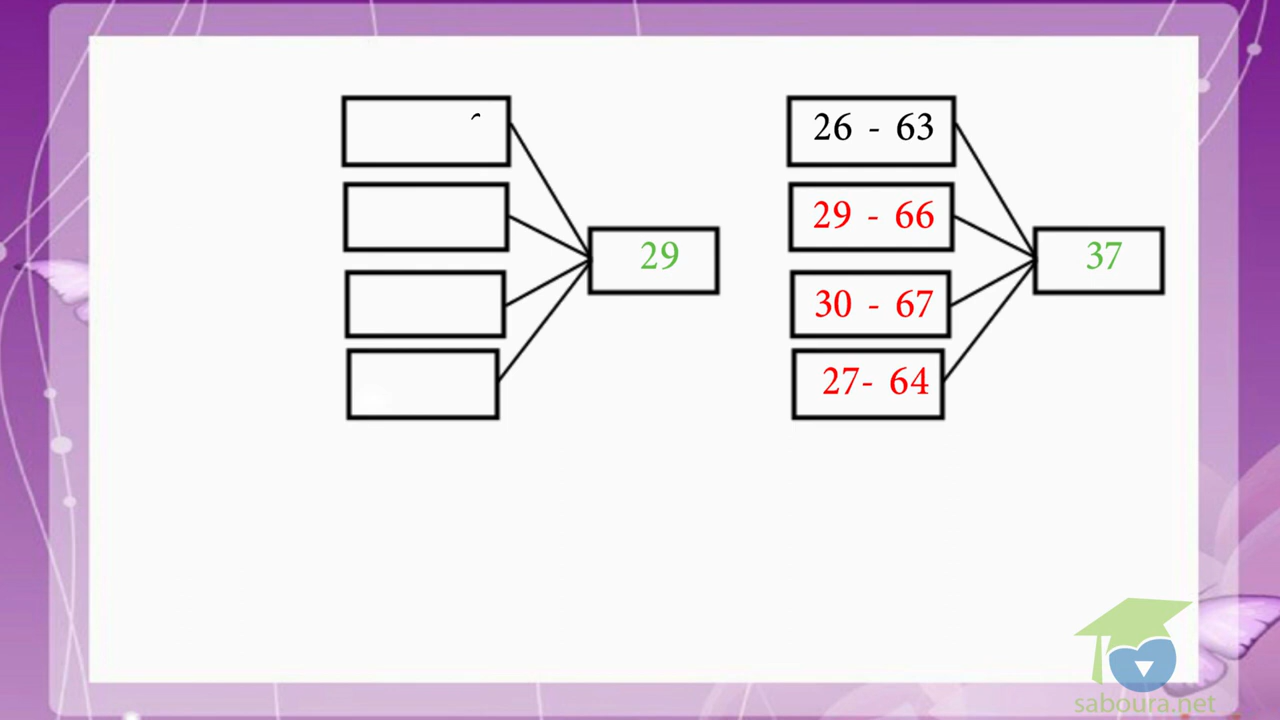 26 - 63
29 - 66
30 - 67
27- 64
37
29
saboura.net